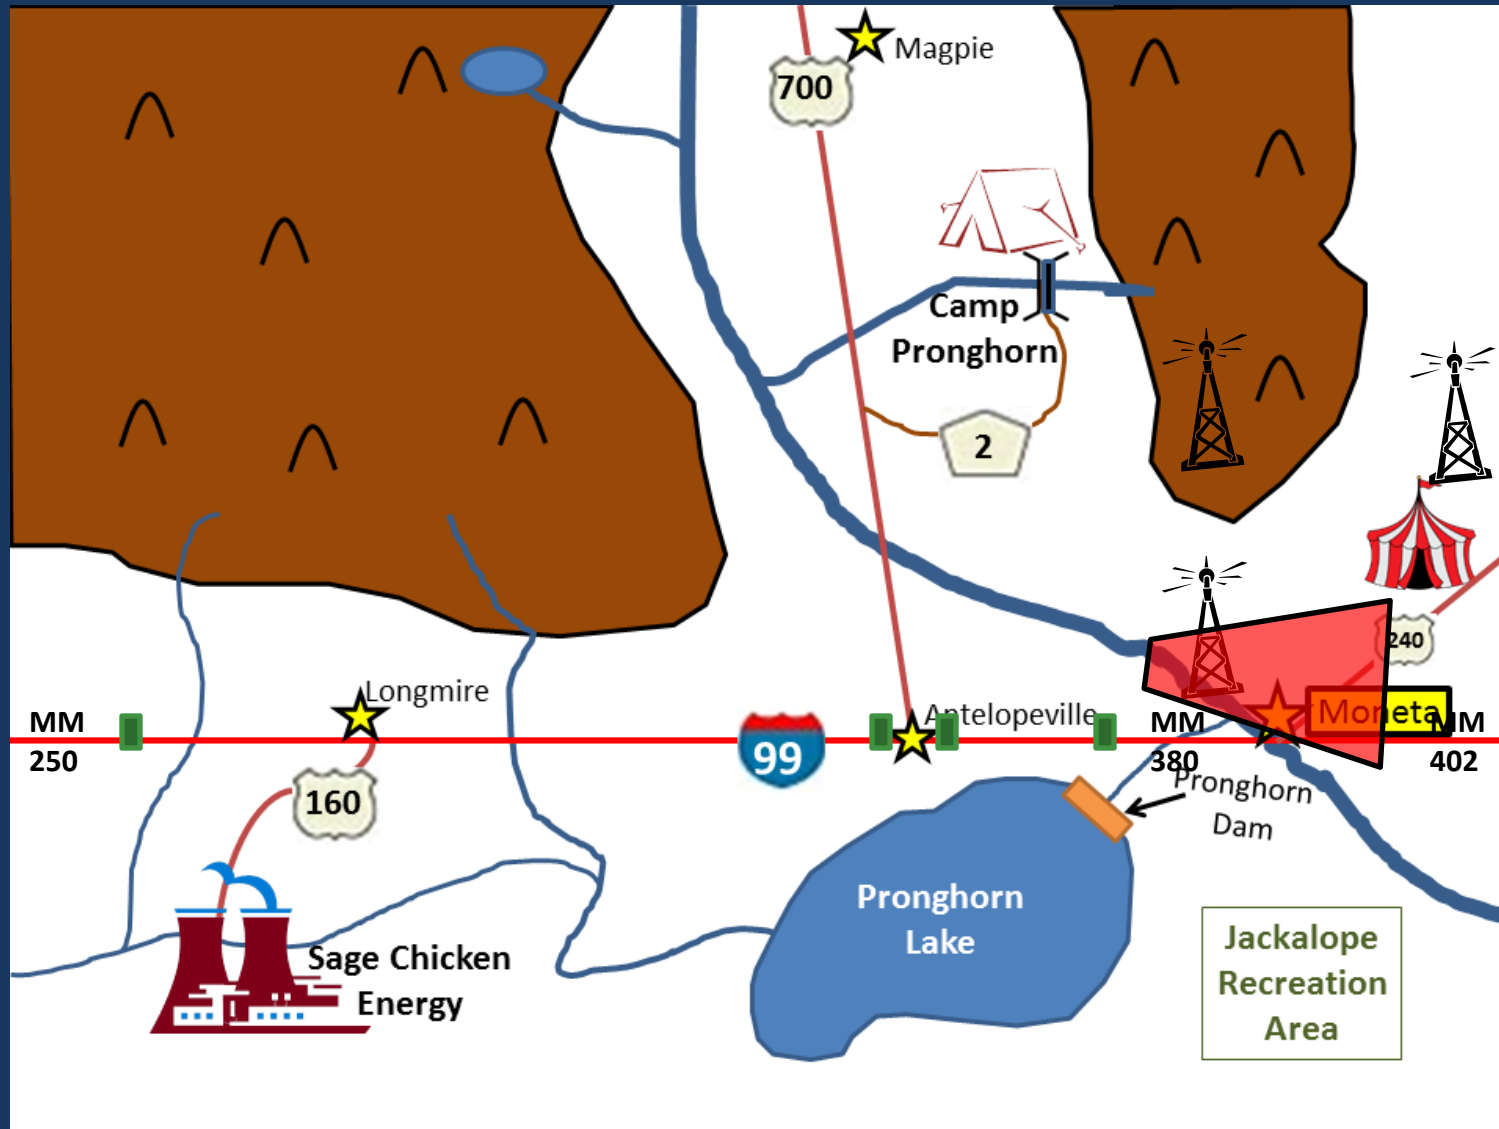 Magpie
700
Camp
Pronghorn
2
240
Longmire
Antelopeville
Moneta
MM
250
99
MM
380
MM
402
160
Pronghorn
Dam
Pronghorn
Lake
Sage Chicken
Energy
Jackalope
Recreation
Area